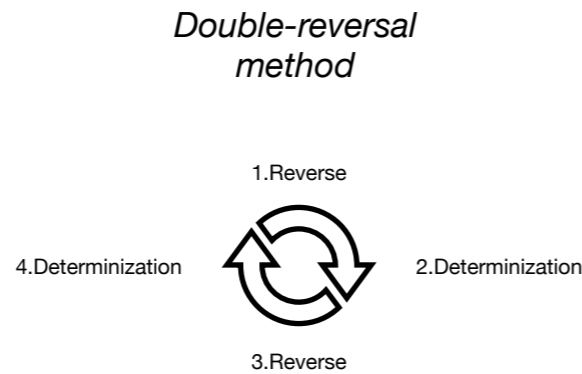 Double-reversal
method
1.Reverse
4.Determinization
2.Determinization
3.Reverse